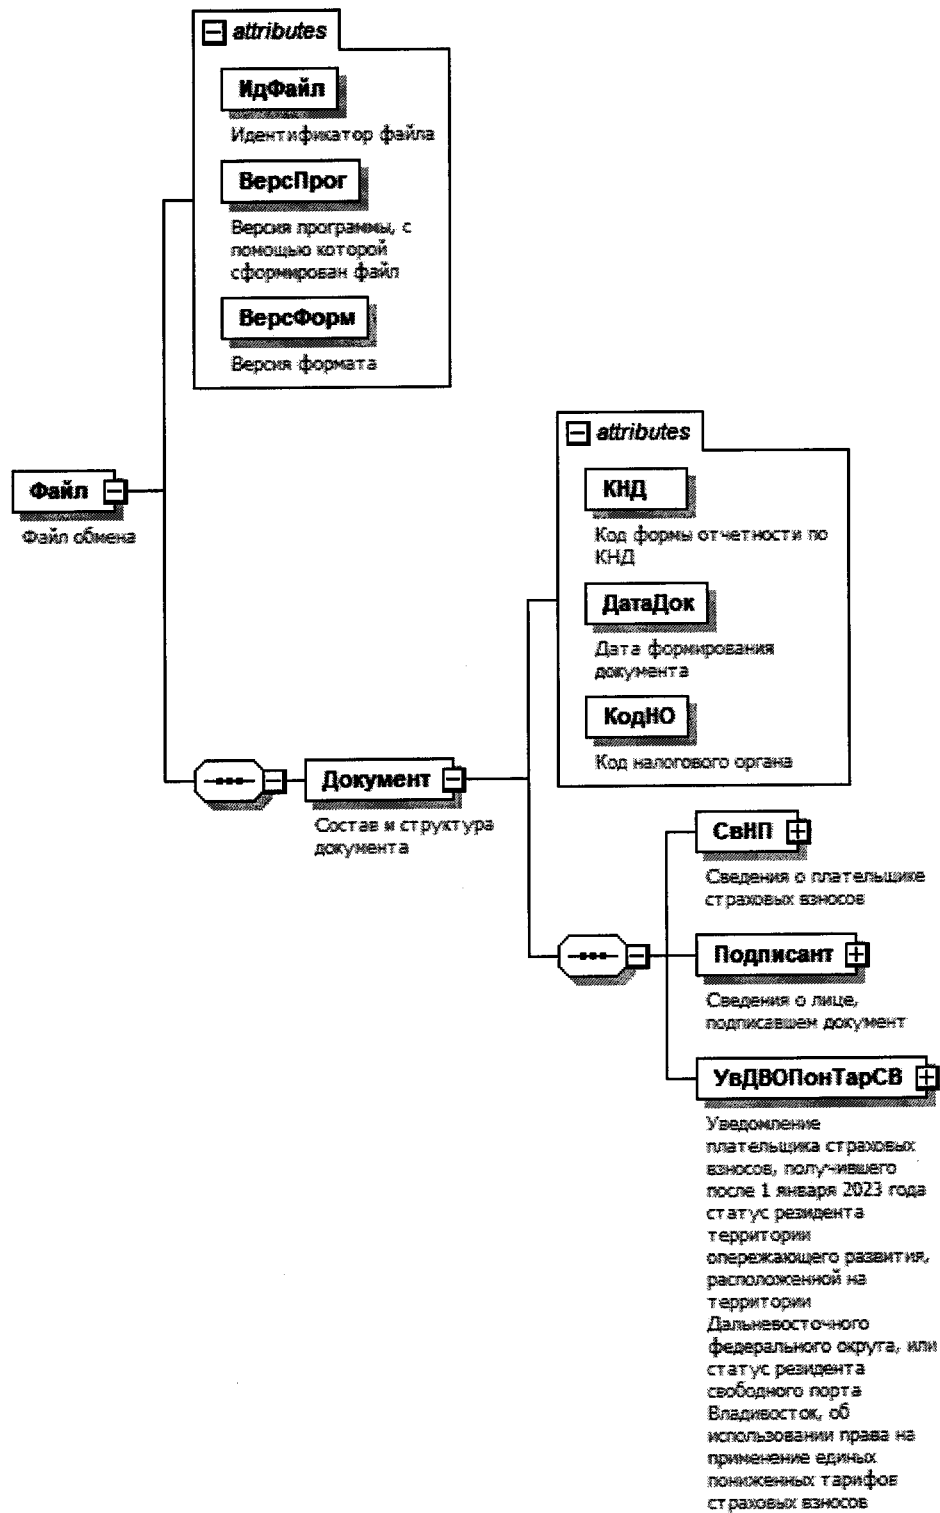 attributes
ИдФайл
Идентификатор файла
ВерсПрог
Версия программы, с
помощью которой
сформирован файл
ВерсФорм
Версия формата
Файл
Файл обмена
attributes
КНД
Код формы отчетности по
КНД
ДатаДок
Дата формирования
документа
КодНО
Код налогового органа
Документ
Состав и структура
документа
СвНП
Сведения о плательщике
страховых взносов
Подписант
Сведения о лице,
подписавшем документ
УвДВОПонТарСВ
Уведомление
плательщика страховых
взносов, получившего
после 1 января 2023 года
статус резидента
территории
опережающего развития,
расположенной на
территории
Дальневосточного
федерального округа, или
статус резидента
свободного порта
Владивосток, об
использовании права на
применение единых
пониженных тарифов
страховых взносов